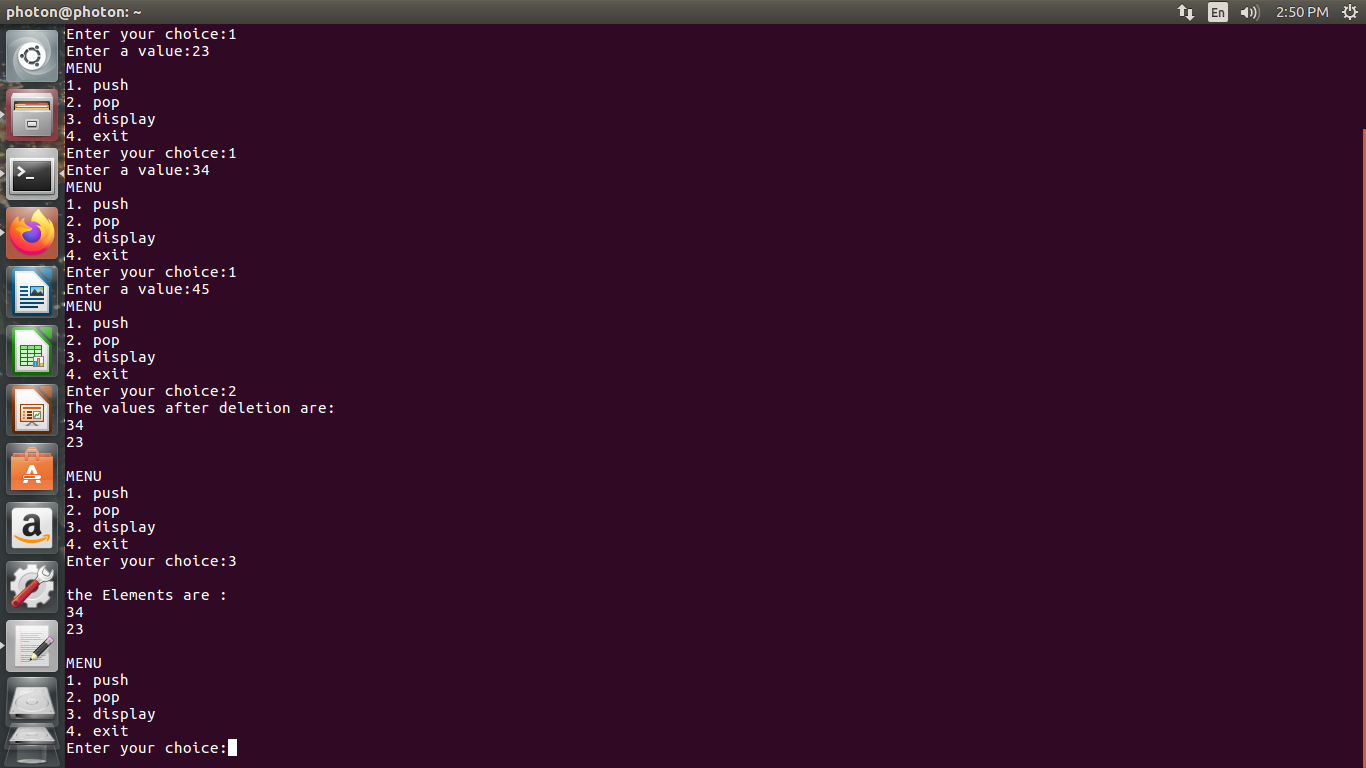 photon@photon: ~
En
2:50 PM
Enter your choice:1
Enter a value:23
MENU
1. push
2. pop
3. display
4. exit
Enter your choice:1
Enter a value:34
MENU
1. push
2. pop
3. display
4. exit
Enter your choice:1
Enter a value:45
MENU
1. push
2. pop
3. display
4. exit
Enter your choice:2
The values after deletion are:
34
23
MENU
1. push
2. pop
3. display
4. exit
Enter your choice:3
the Elements are :
34
23
MENU
1. push
2. pop
3. display
4. exit
Enter your choice: